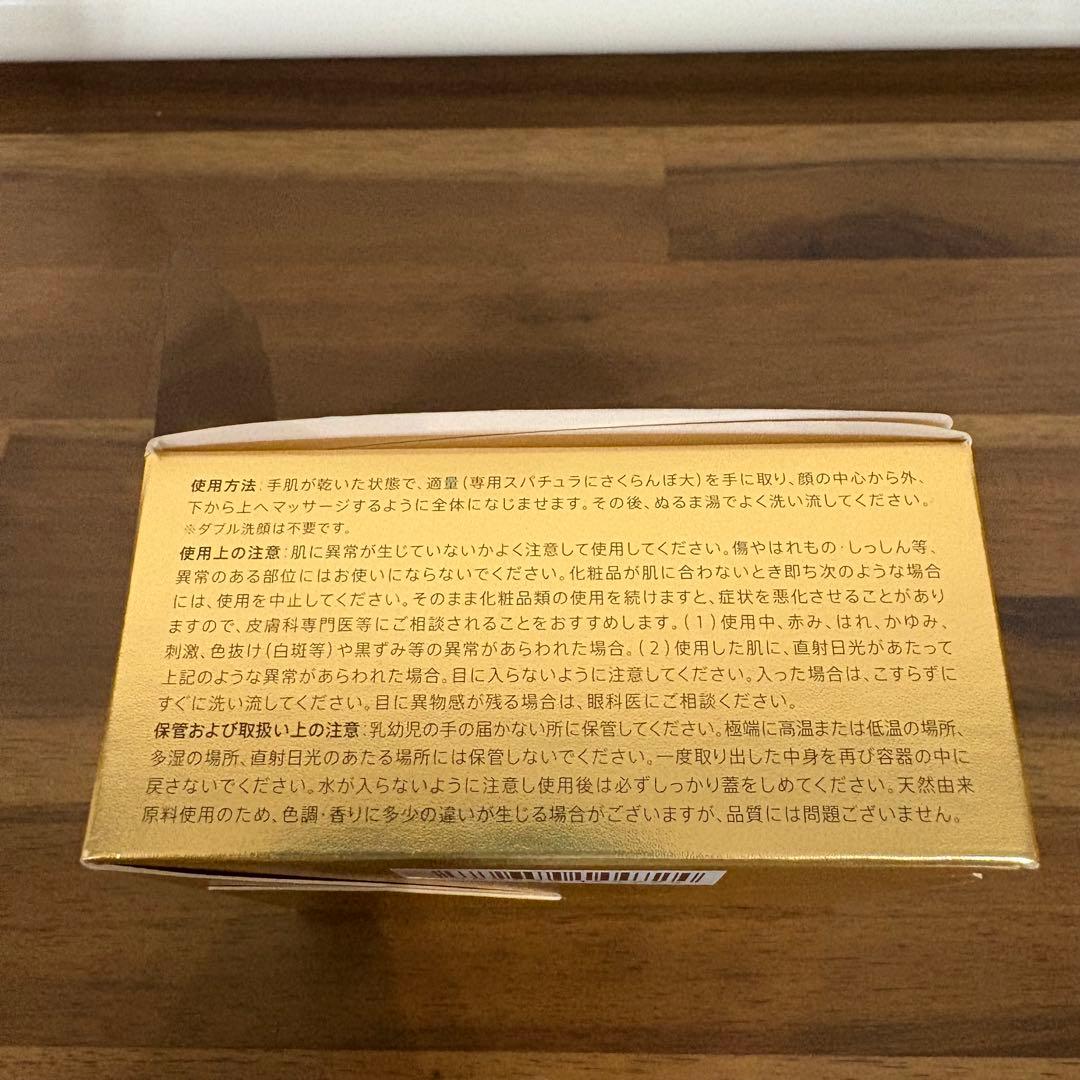 使用方法:手肌が乾いた状態で、適量(専用スパチュラにさくらんぼ大)を手に取り、顔の中心から外、
下から上へマッサージするように全体になじませます。その後、ぬるま湯でよく洗い流してください。
※ダブル洗顔は不要です。
使用上の注意:肌に異常が生じていないかよく注意して使用してください。傷やはれもの・しっしん等、
異常のある部位にはお使いにならないでください。化粧品が肌に合わないとき即ち次のような場合
には、使用を中止してください。そのまま化粧品類の使用を続けますと、症状を悪化させることがあり
ますので、皮膚科専門医等にご相談されることをおすすめします。(1)使用中、赤み、はれ、かゆみ、
刺激、色抜け(白斑等)や黒ずみ等の異常があらわれた場合。(2)使用した肌に、直射日光があたって
上記のような異常があらわれた場合。目に入らないように注意してください。入った場合は、こすらずに
すぐに洗い流してください。目に異物感が残る場合は、眼科医にご相談ください。
保管および取扱い上の注意:乳幼児の手の届かない所に保管してください。極端に高温または低温の場所、
多湿の場所、直射日光のあたる場所には保管しないでください。一度取り出した中身を再び容器の中に
戻さないでください。水が入らないように注意し使用後は必ずしっかり蓋をしめてください。天然由来
原料使用のため、色調・香りに多少の違いが生じる場合がございますが、品質には問題ございません。